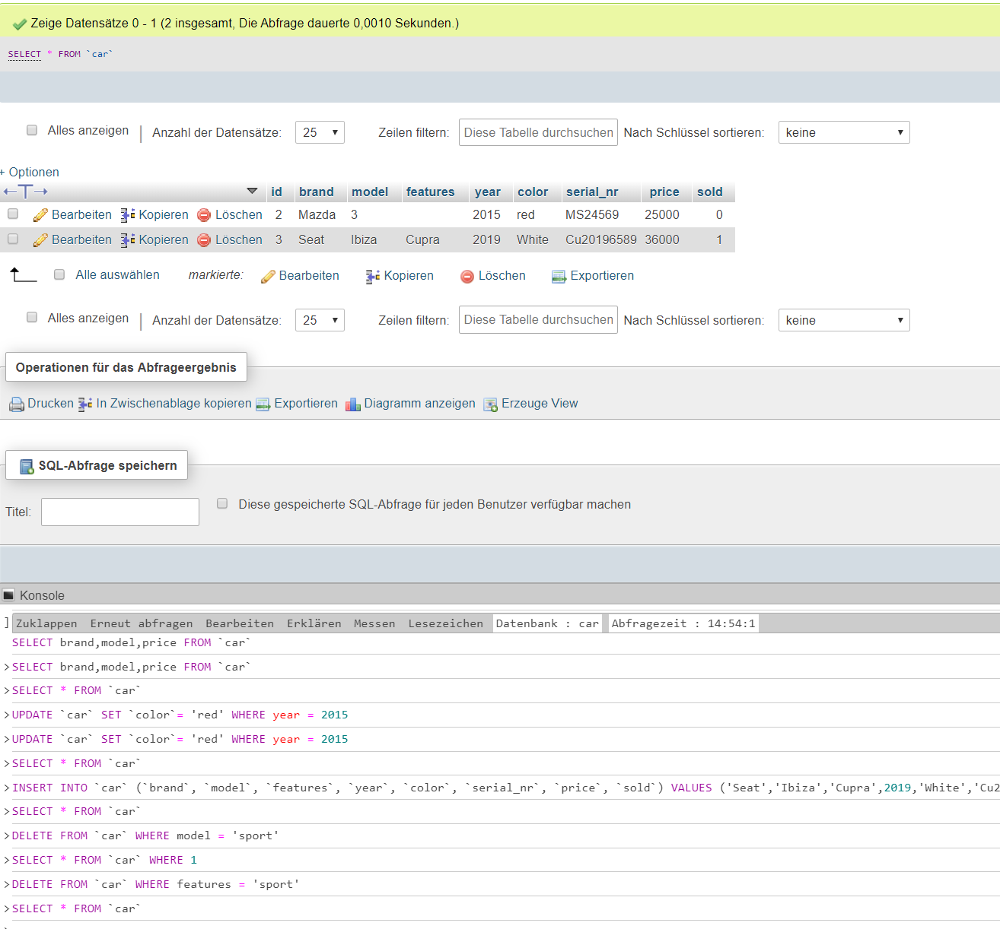 Zeige Datensätze 0 - 1 (2 insgesamt, Die Abfrage dauerte 0,0010 Sekunden.)
SELECT * FROM `car`
Alles anzeigen | Anzahl der Datensätze: 25 Zeilen filtern: Diese Tabelle durchsuchen Nach Schlüssel sortieren: keine
+ Optionen
←T→ id brand model features year color serial_nr price sold
Bearbeiten Kopieren Löschen 2 Mazda 3 2015 red MS24569 25000 0
Bearbeiten Kopieren Löschen 3 Seat Ibiza Cupra 2019 White Cu20196589 36000 1
Alle auswählen markierte: Bearbeiten Kopieren Löschen Exportieren
Alles anzeigen | Anzahl der Datensätze: 25 Zeilen filtern: Diese Tabelle durchsuchen Nach Schlüssel sortieren: keine
Operationen für das Abfrageergebnis
Drucken In Zwischenablage kopieren Exportieren Diagramm anzeigen Erzeuge View
SQL-Abfrage speichern
Titel: Diese gespeicherte SQL-Abfrage für jeden Benutzer verfügbar machen
Konsole
] Zuklappen Erneut abfragen Bearbeiten Erklären Messen Lesezeichen Datenbank : car Abfragezeit : 14:54:1
SELECT brand,model,price FROM `car`
>SELECT brand,model,price FROM `car`
>SELECT * FROM `car`
>UPDATE `car` SET `color`= 'red' WHERE year = 2015
>UPDATE `car` SET `color`= 'red' WHERE year = 2015
>SELECT * FROM `car`
>INSERT INTO `car` (`brand`, `model`, `features`, `year`, `color`, `serial_nr`, `price`, `sold`) VALUES ('Seat','Ibiza','Cupra',2019,'White','Cu2
>SELECT * FROM `car`
>DELETE FROM `car` WHERE model = 'sport'
>SELECT * FROM `car` WHERE 1
>DELETE FROM `car` WHERE features = 'sport'
>SELECT * FROM `car`